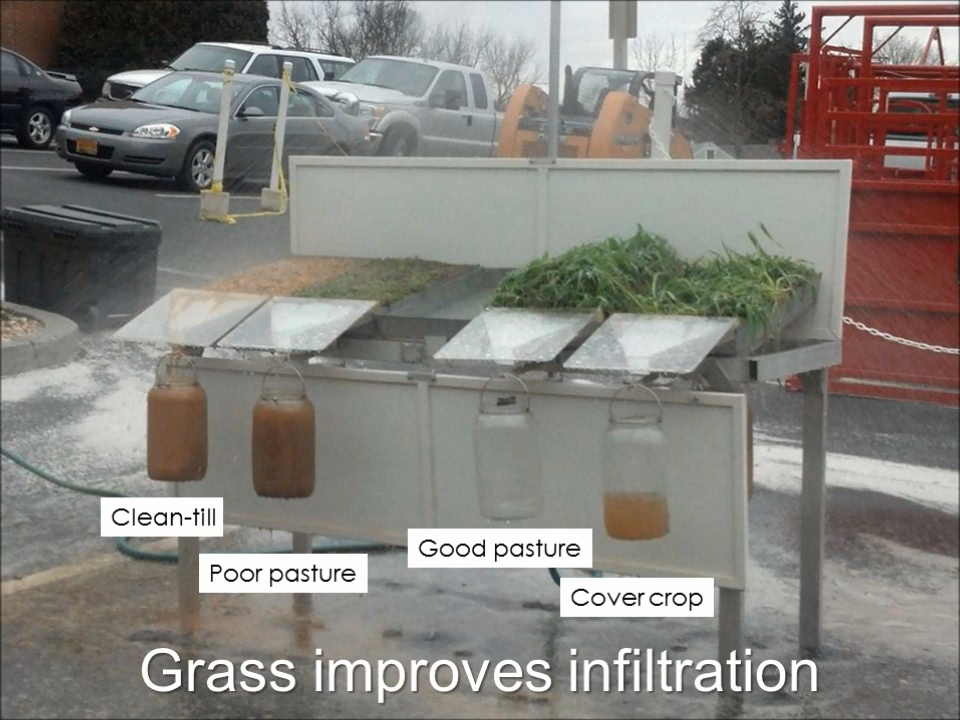 Clean-till
Poor pasture
Good pasture
Cover crop
Grass improves infiltration